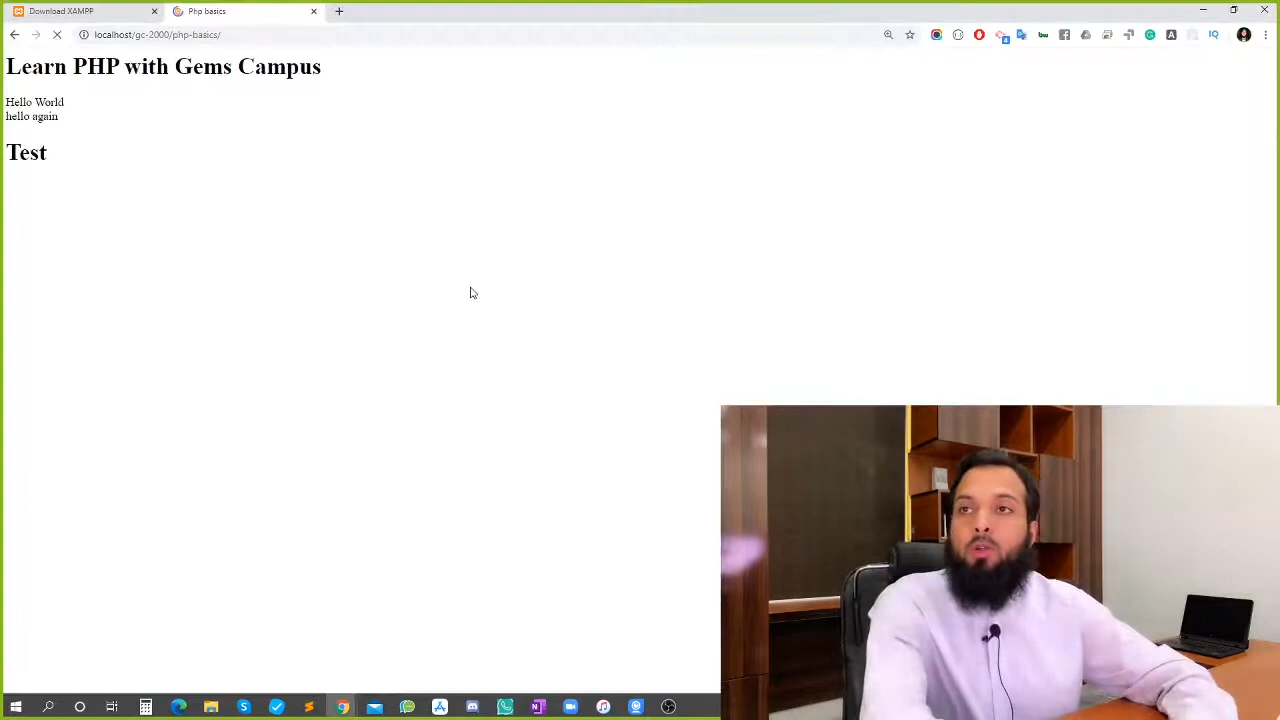 Download XAMPP
Php basics
localhost/gc-2000/php-basics/
Learn PHP with Gems Campus
Hello World
hello again
Test